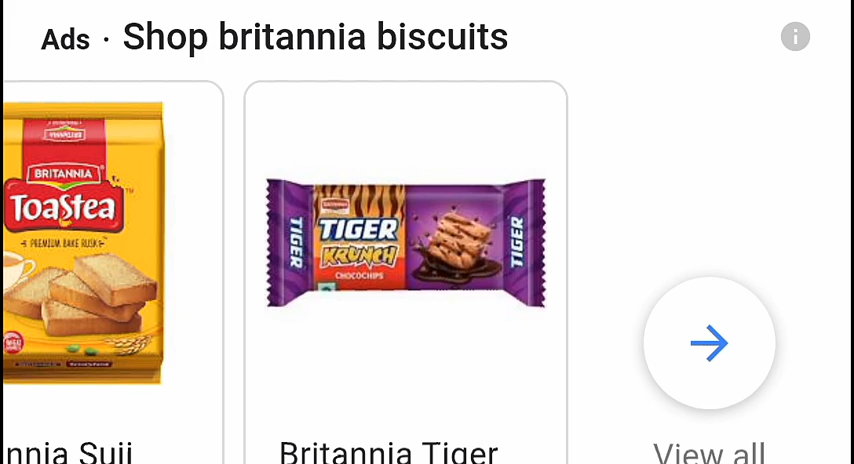 Ads · Shop britannia biscuits
BRITANNIA
Toastea
PREMIUM BAKE RUSK
TIGER
TIGER
KRUNCH
CHOCOCHIPS
TIGER
nnia Suji
Britannia Tiger
View all